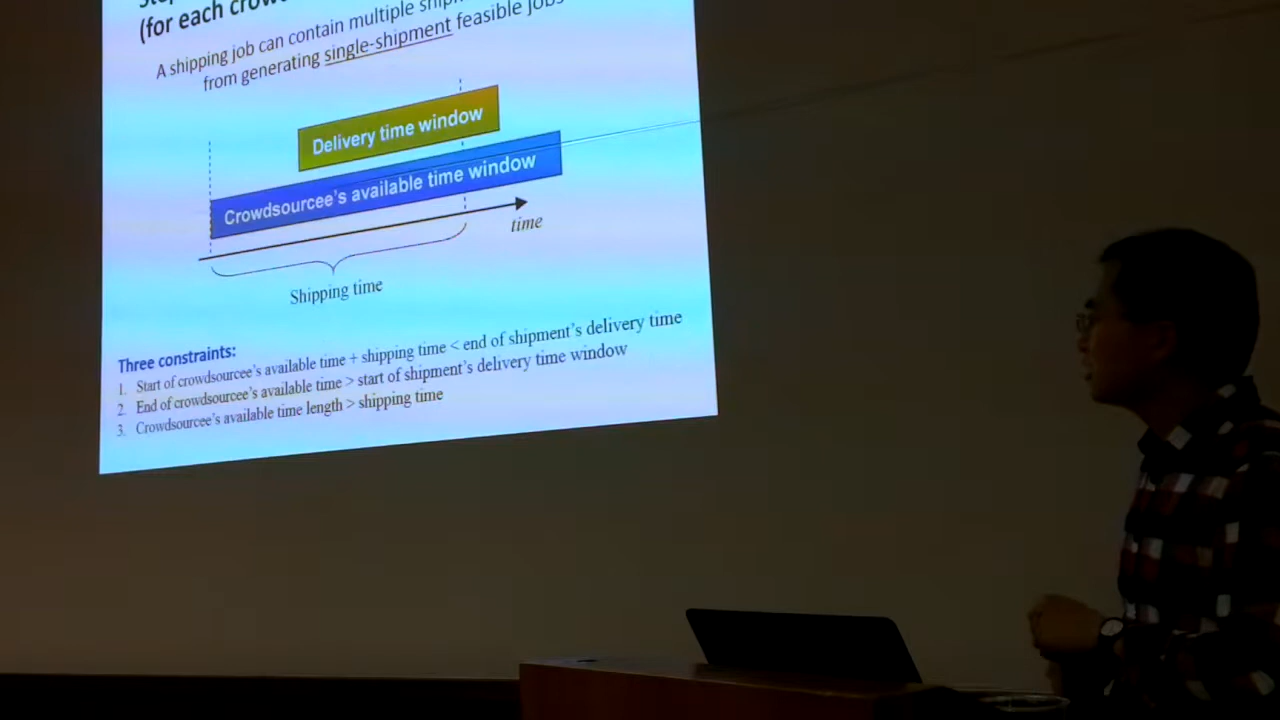 (for each
A shipping job can contain multiple
from generating single-shipment feasible jobs
Delivery time window
Crowdsourcee's available time window
time
Shipping time
Three constraints:
1. Start of crowdsourcee's available time + shipping time < end of shipment's delivery time
2. End of crowdsourcee's available time > start of shipment's delivery time window
3. Crowdsourcee's available time length > shipping time